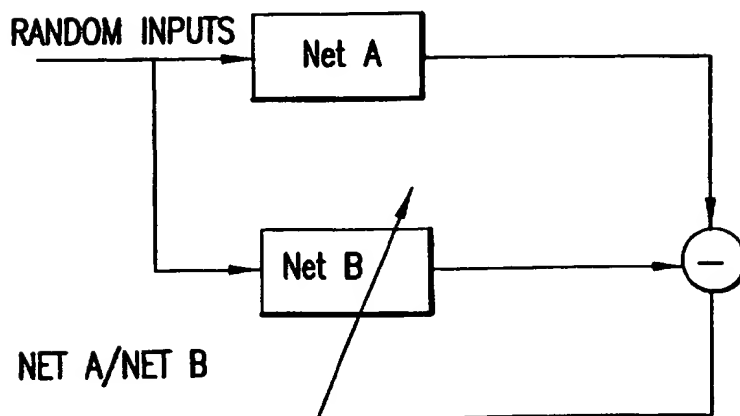 RANDOM INPUTS
Net A
Net B
−
NET A/NET B